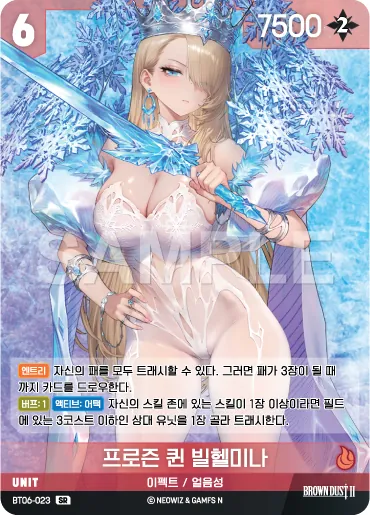 6
7500 2
SAMPLE
엔트리 자신의 패를 모두 트래시할 수 있다. 그러면 패가 3장이 될 때
까지 카드를 드로우한다.
버프:1 액티브:어택 자신의 스킬 존에 있는 스킬이 1장 이상이라면 필드
에 있는 3코스트 이하인 상대 유닛을 1장 골라 트래시한다.
프로즌 퀸 빌헬미나
UNIT 아펙트 / 얼음성
BT06-023 SR © NEOWIZ & GAMFS N BROWN DUST II